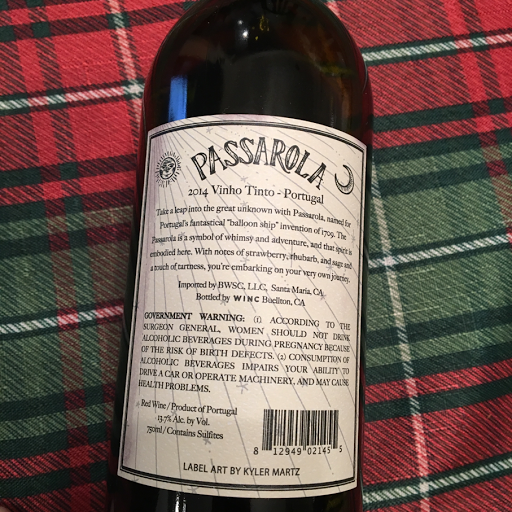 PASSAROLA
2014 Vinho Tinto - Portugal
Take a leap into the great unknown with Passarola, named for
Portugal's fantastical "balloon ship" invention of 1709. The
Passarola is a symbol of whimsy and adventure, and that spirit is
embodied here. With notes of strawberry, rhubarb, and sage and
a touch of tartness, you're embarking on your very own journey.
Imported by BWSC, LLC, Santa Maria, CA
Bottled by WINC Buellton, CA
GOVERNMENT WARNING: (1) ACCORDING TO THE
SURGEON GENERAL, WOMEN SHOULD NOT DRINK
ALCOHOLIC BEVERAGES DURING PREGNANCY BECAUSE
OF THE RISK OF BIRTH DEFECTS. (2) CONSUMPTION OF
ALCOHOLIC BEVERAGES IMPAIRS YOUR ABILITY TO
DRIVE A CAR OR OPERATE MACHINERY, AND MAY CAUSE
HEALTH PROBLEMS.
Red Wine / Product of Portugal
13.7% Alc. by Vol.
750ml / Contains Sulfites
8 12949 02145 5
LABEL ART BY KYLER MARTZ